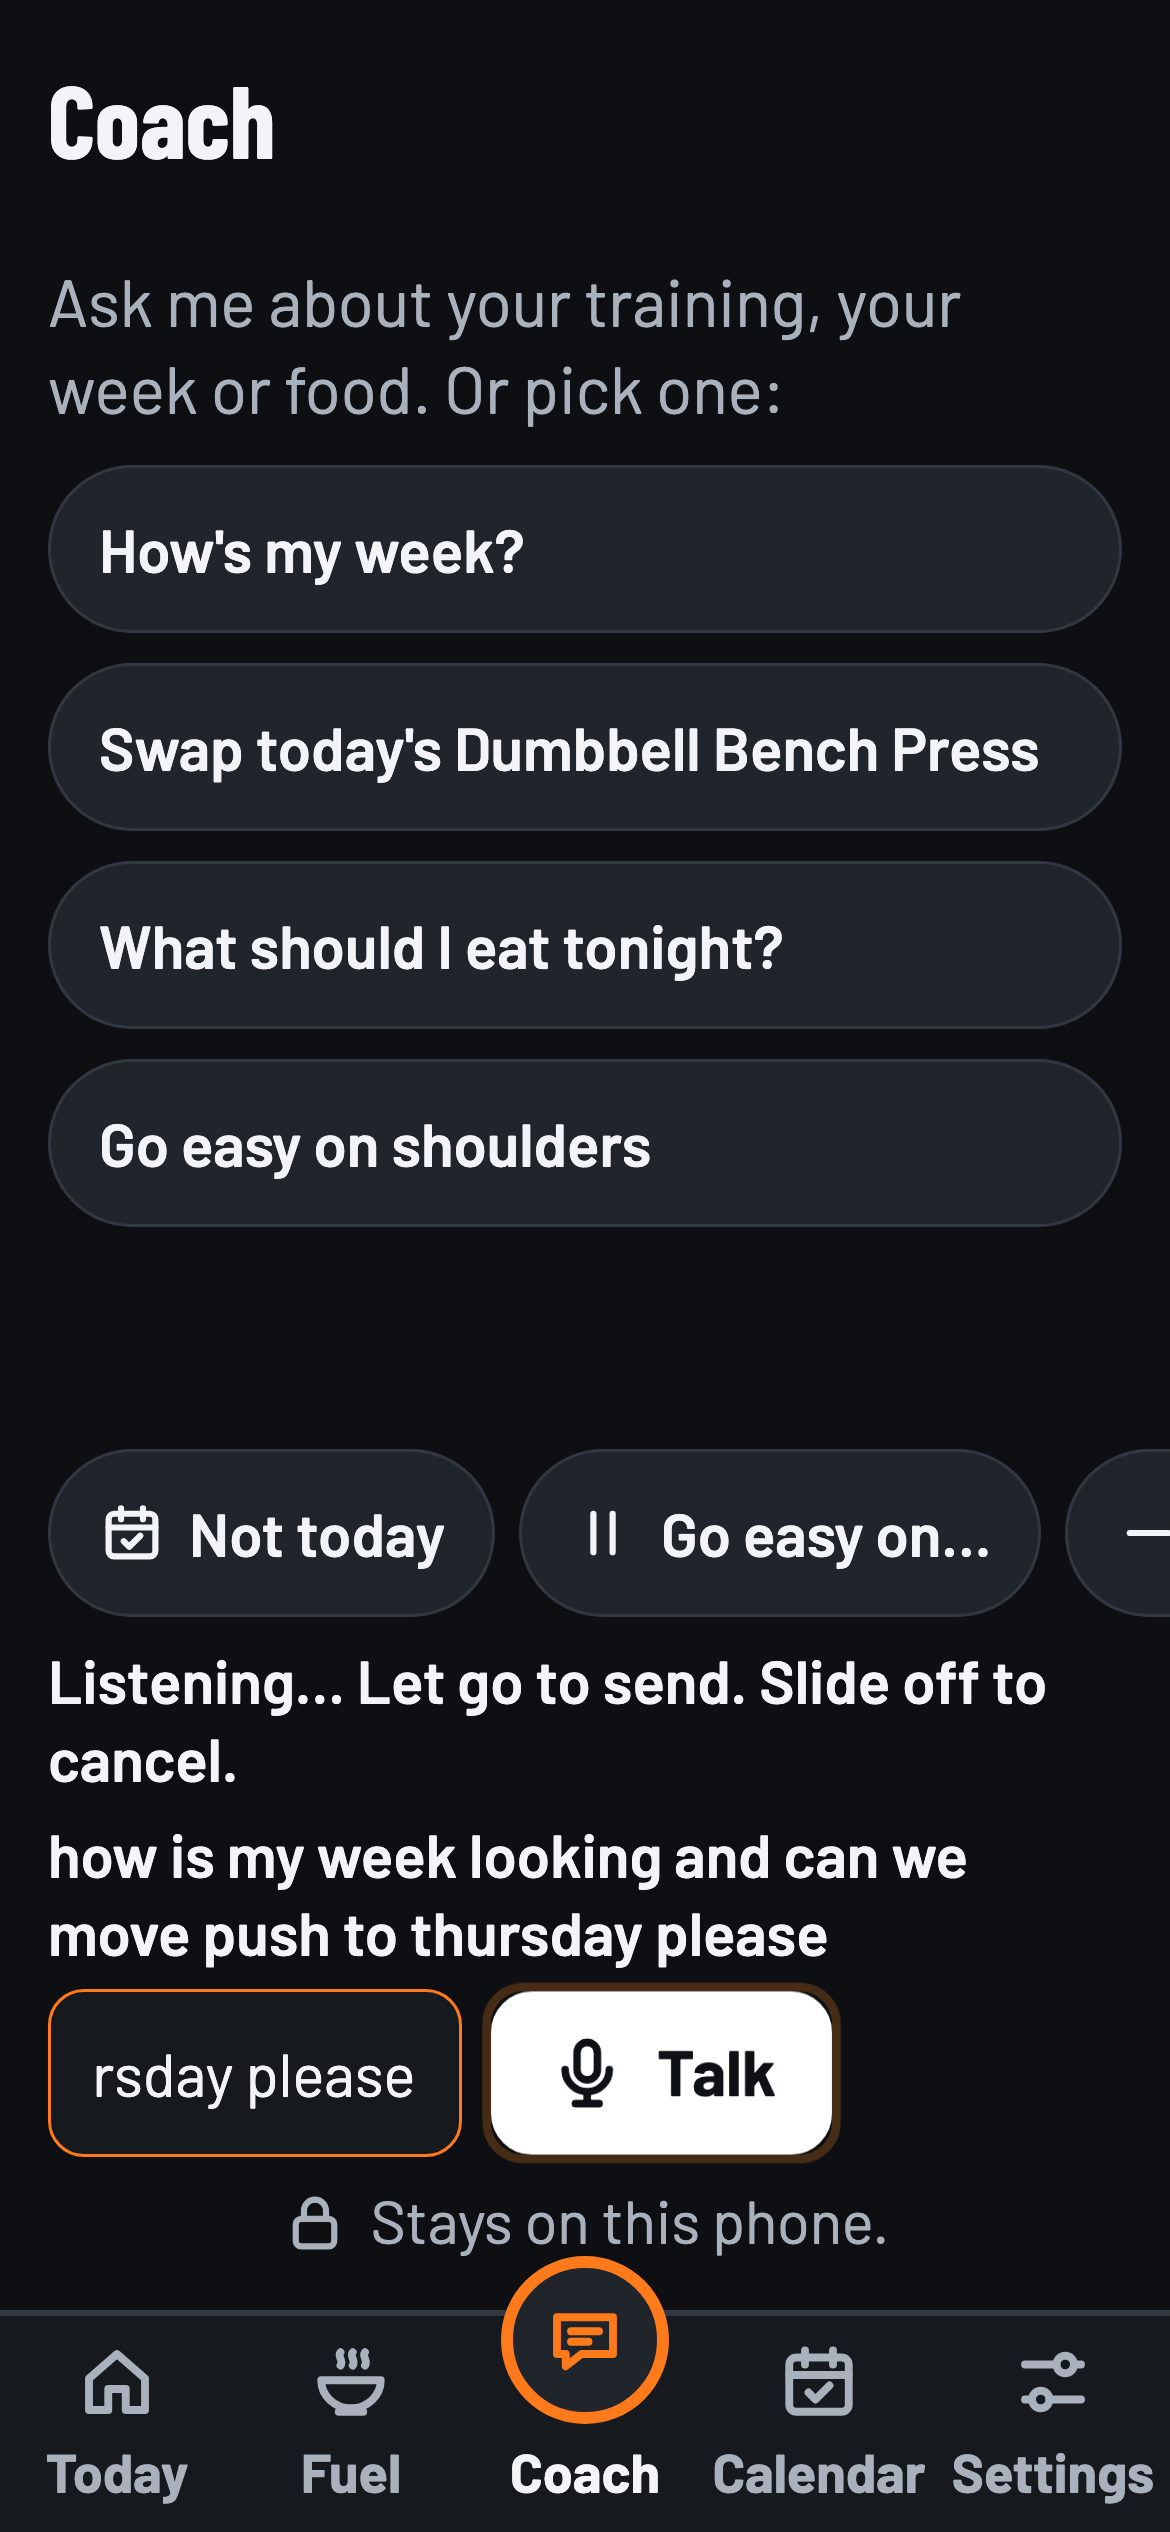 Coach
Ask me about your training, your
week or food. Or pick one:
How's my week?
Swap today's Dumbbell Bench Press
What should I eat tonight?
Go easy on shoulders
Not today
Go easy on...
Listening... Let go to send. Slide off to
cancel.
how is my week looking and can we
move push to thursday please
rsday please
Talk
Stays on this phone.
Today
Fuel
Coach
Calendar
Settings